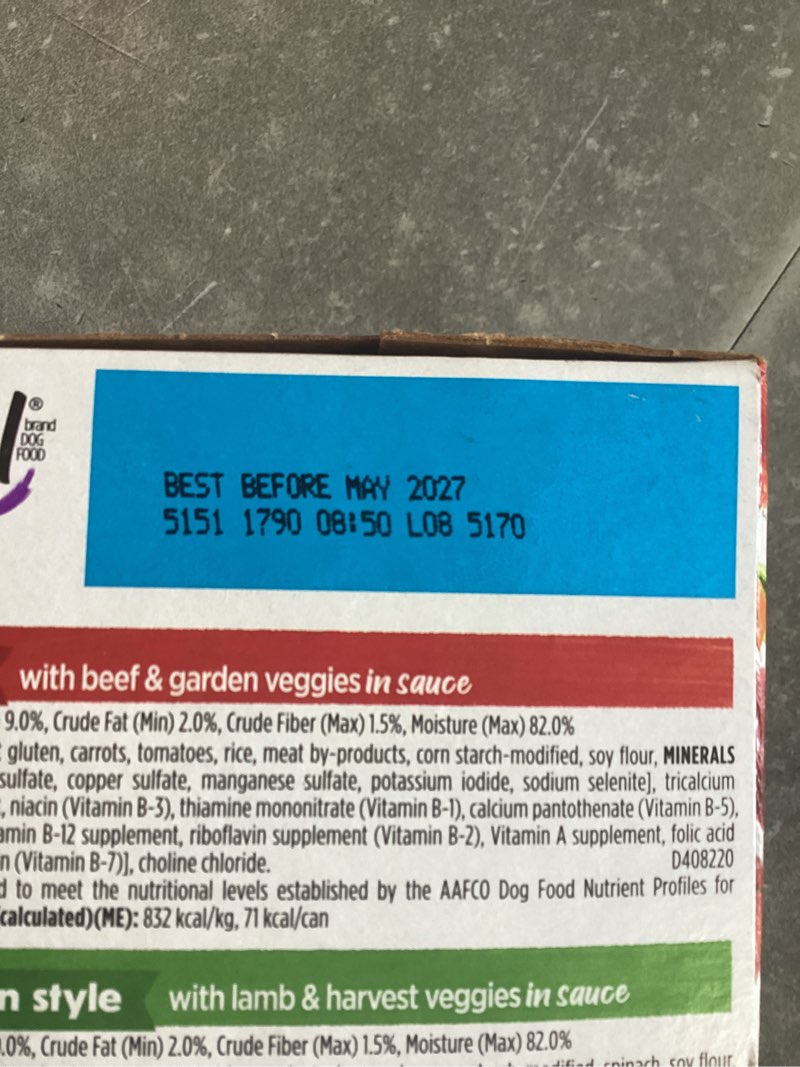 ®
brand
DOG
FOOD
BEST BEFORE MAY 2027
5151 1790 08:50 L08 5170
with beef & garden veggies in sauce
9.0%, Crude Fat (Min) 2.0%, Crude Fiber (Max) 1.5%, Moisture (Max) 82.0%
gluten, carrots, tomatoes, rice, meat by-products, corn starch-modified, soy flour, MINERALS
sulfate, copper sulfate, manganese sulfate, potassium iodide, sodium selenite], tricalcium
, niacin (Vitamin B-3), thiamine mononitrate (Vitamin B-1), calcium pantothenate (Vitamin B-5),
amin B-12 supplement, riboflavin supplement (Vitamin B-2), Vitamin A supplement, folic acid
n (Vitamin B-7)], choline chloride. D408220
d to meet the nutritional levels established by the AAFCO Dog Food Nutrient Profiles for
calculated)(ME): 832 kcal/kg, 71 kcal/can
n style with lamb & harvest veggies in sauce
.0%, Crude Fat (Min) 2.0%, Crude Fiber (Max) 1.5%, Moisture (Max) 82.0%
spinach, soy flour,